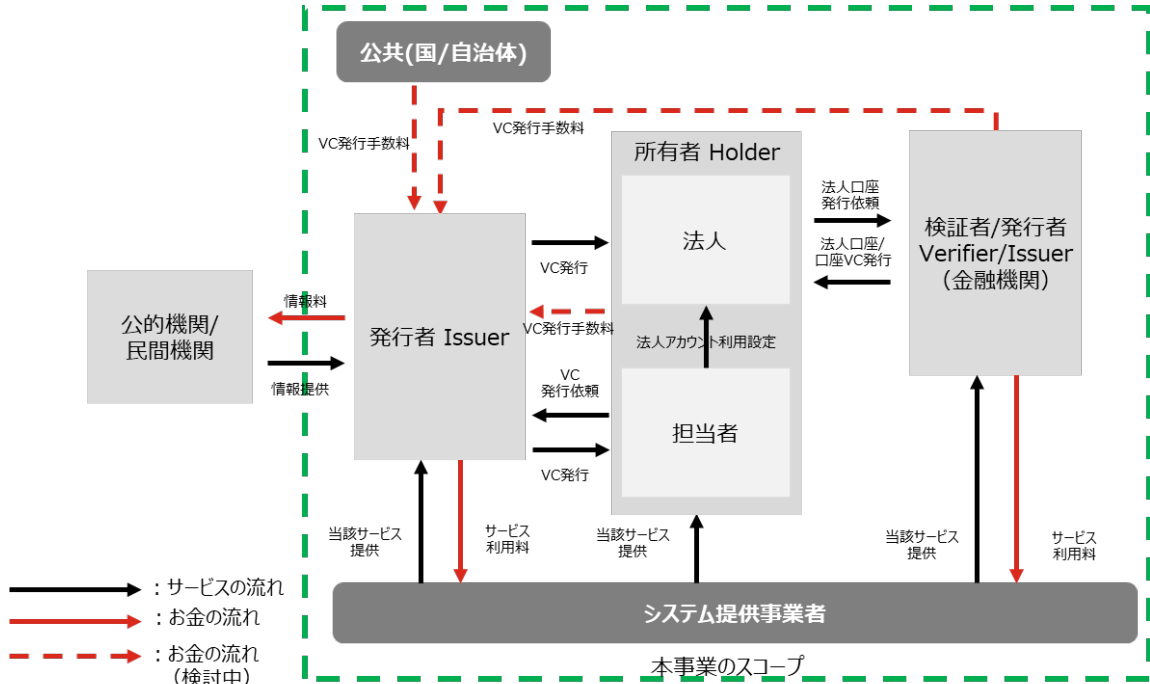 公共(国/自治体)
VC発行手数料
VC発行手数料
所有者 Holder
法人
法人口座
発行依頼
法人口座/
口座VC発行
検証者/発行者
Verifier/Issuer
（金融機関）
VC発行
公的機関/
民間機関
情報料
情報提供
発行者 Issuer
VC発行手数料
法人アカウント利用設定
VC
発行依頼
担当者
VC発行
当該サービス
提供
サービス
利用料
当該サービス
提供
当該サービス
提供
サービス
利用料
システム提供事業者
本事業のスコープ
：サービスの流れ
：お金の流れ
：お金の流れ
（検討中）